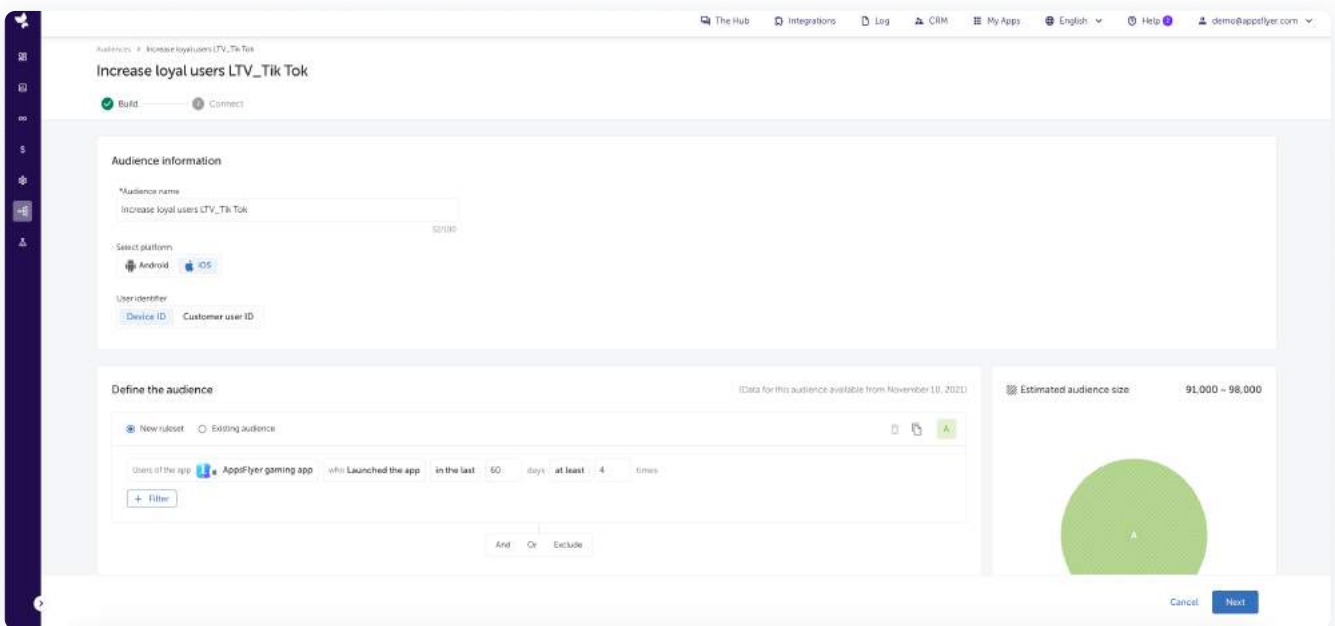 The Hub Integrations Log CRM My Apps English Help 2 demo@appsflyer.com
Audiences > Increase loyal users LTV_Tik Tok
Increase loyal users LTV_Tik Tok
Build Connect
Audience information
*Audience name
Increase loyal users LTV_Tik Tok
32/100
Select platform
Android iOS
User identifier
Device ID Customer user ID
Define the audience (Data for this audience available from November 10, 2021) Estimated audience size 91,000 ~ 98,000
New ruleset Existing audience A
Users of the app AppsFlyer gaming app who Launched the app in the last 60 days at least 4 times
+ Filter
A
And Or Exclude
Cancel Next